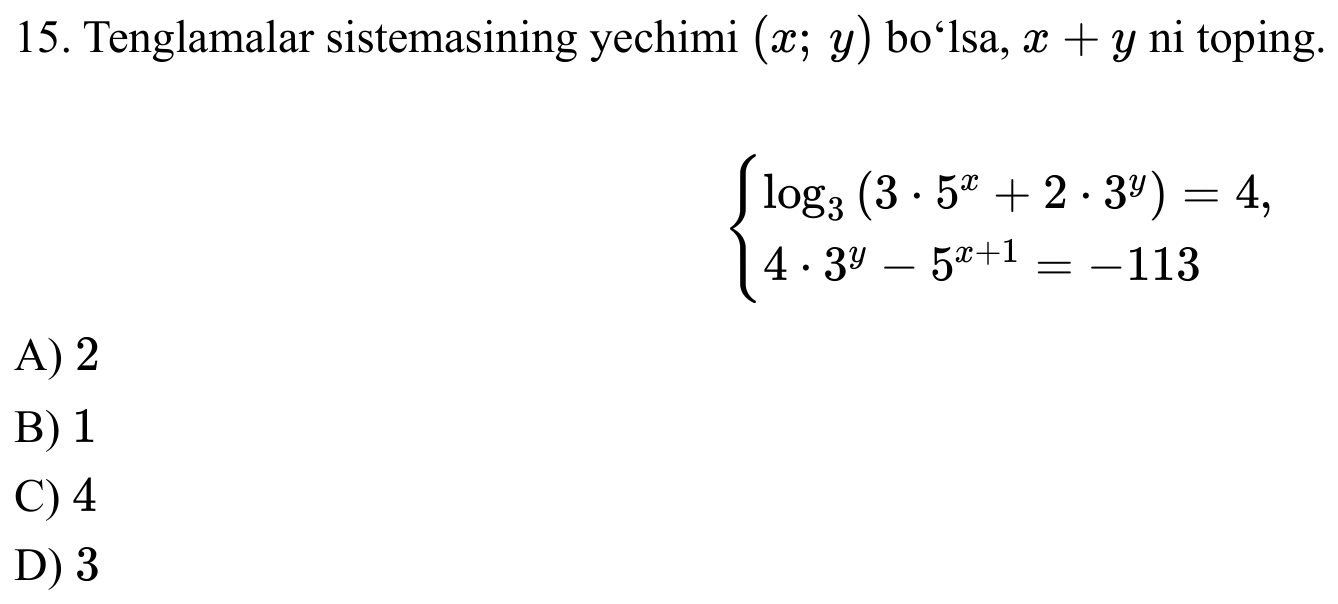 15. Tenglamalar sistemasining yechimi (x; y) bo‘lsa, x + y ni toping.
{ log₃ (3 · 5ˣ + 2 · 3ʸ) = 4,
4 · 3ʸ − 5ˣ⁺¹ = −113
A) 2
B) 1
C) 4
D) 3